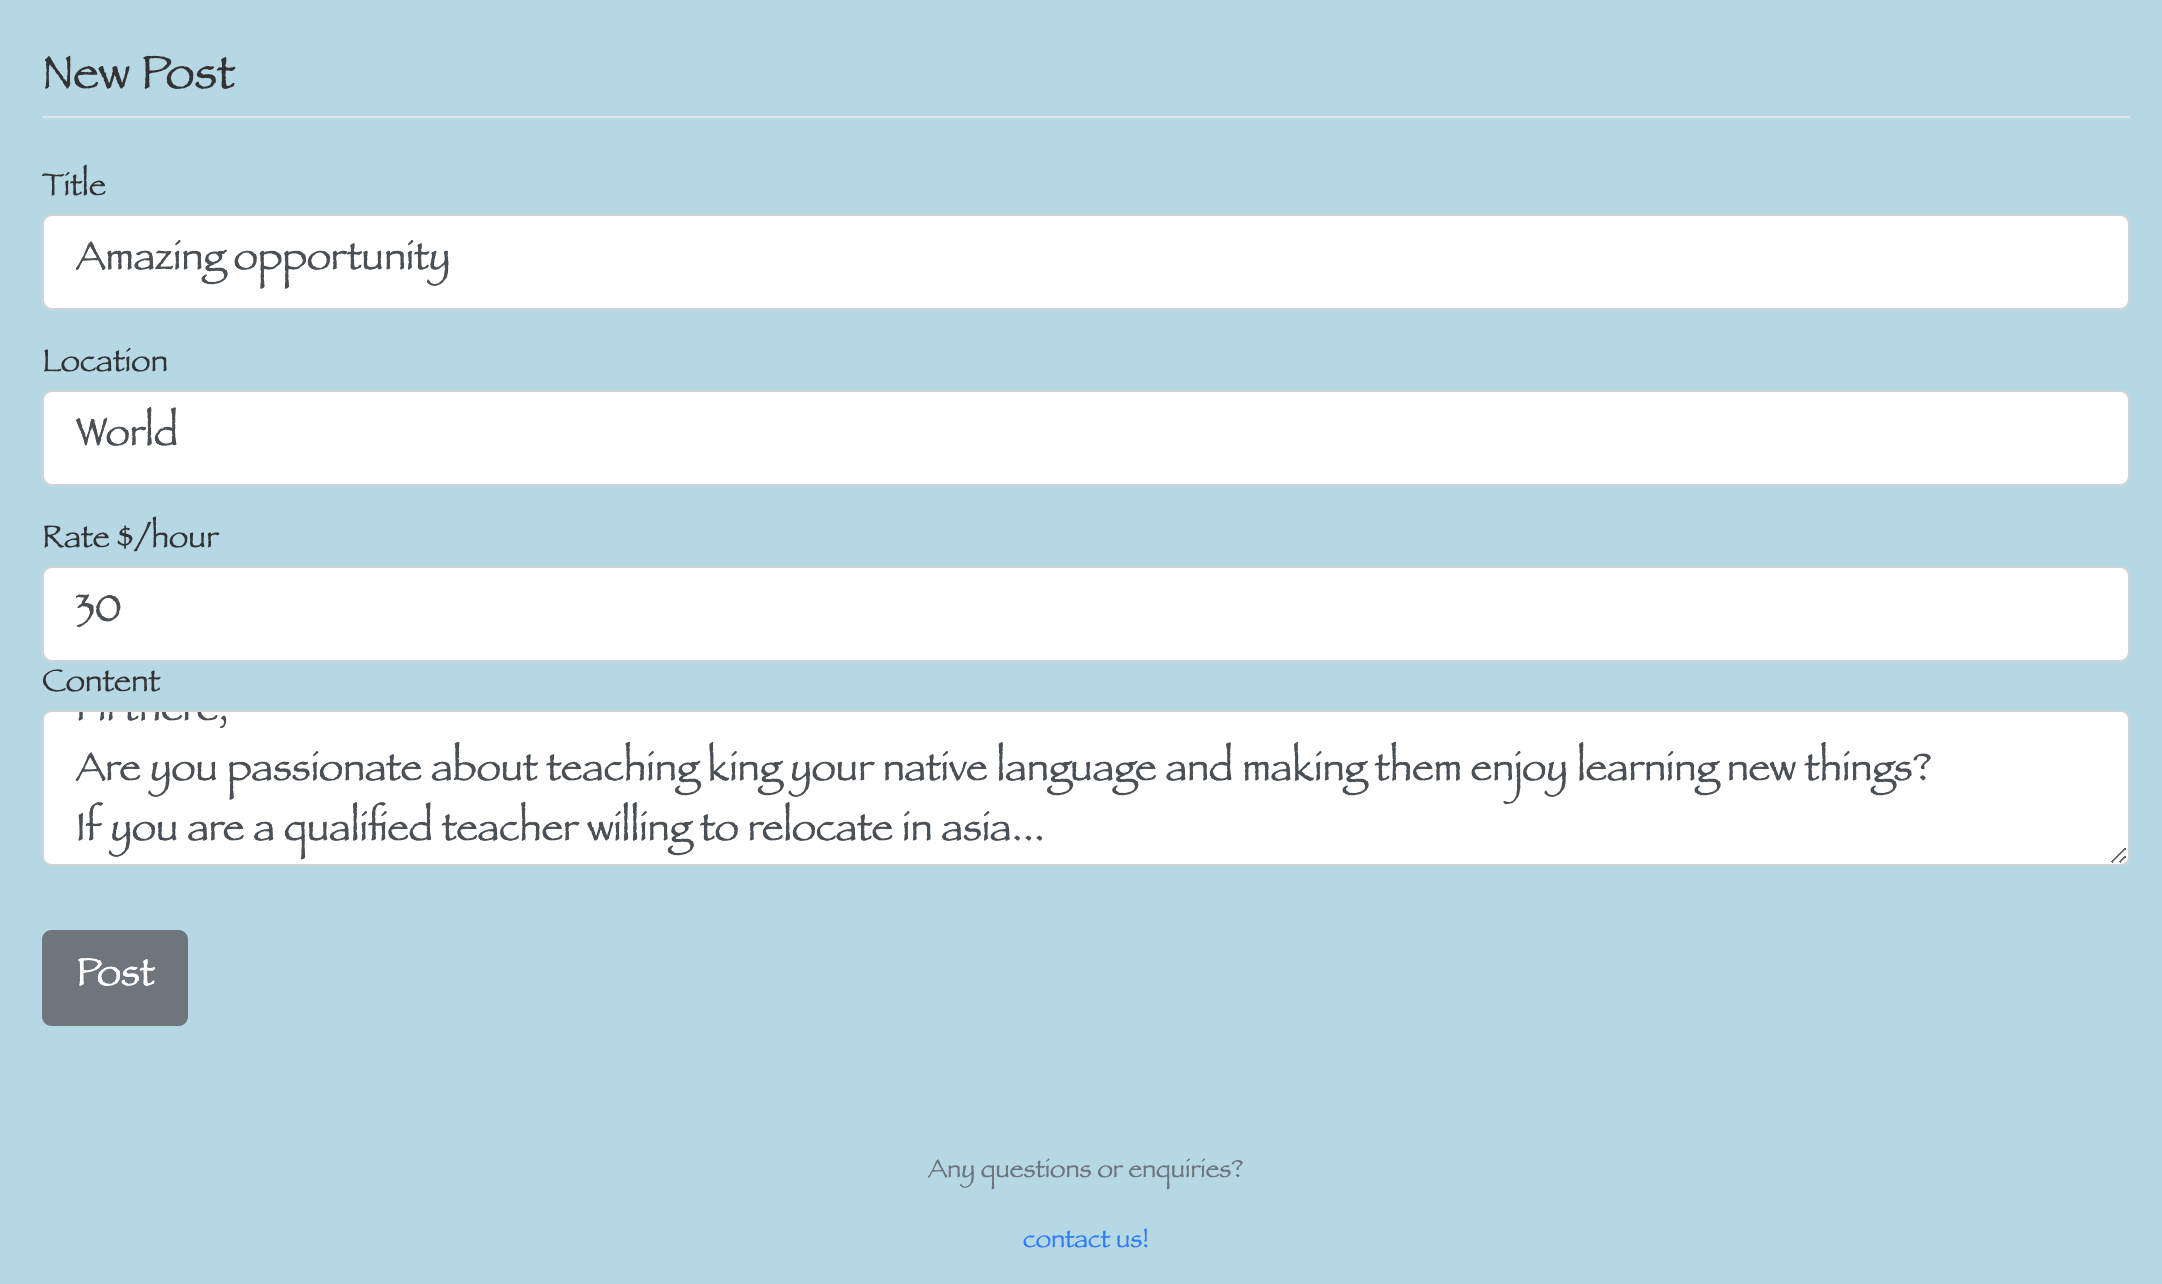 New Post
Title
Amazing opportunity
Location
World
Rate $/hour
30
Content
Hi there,
Are you passionate about teaching king your native language and making them enjoy learning new things?
If you are a qualified teacher willing to relocate in asia...
Post
Any questions or enquiries?
contact us!